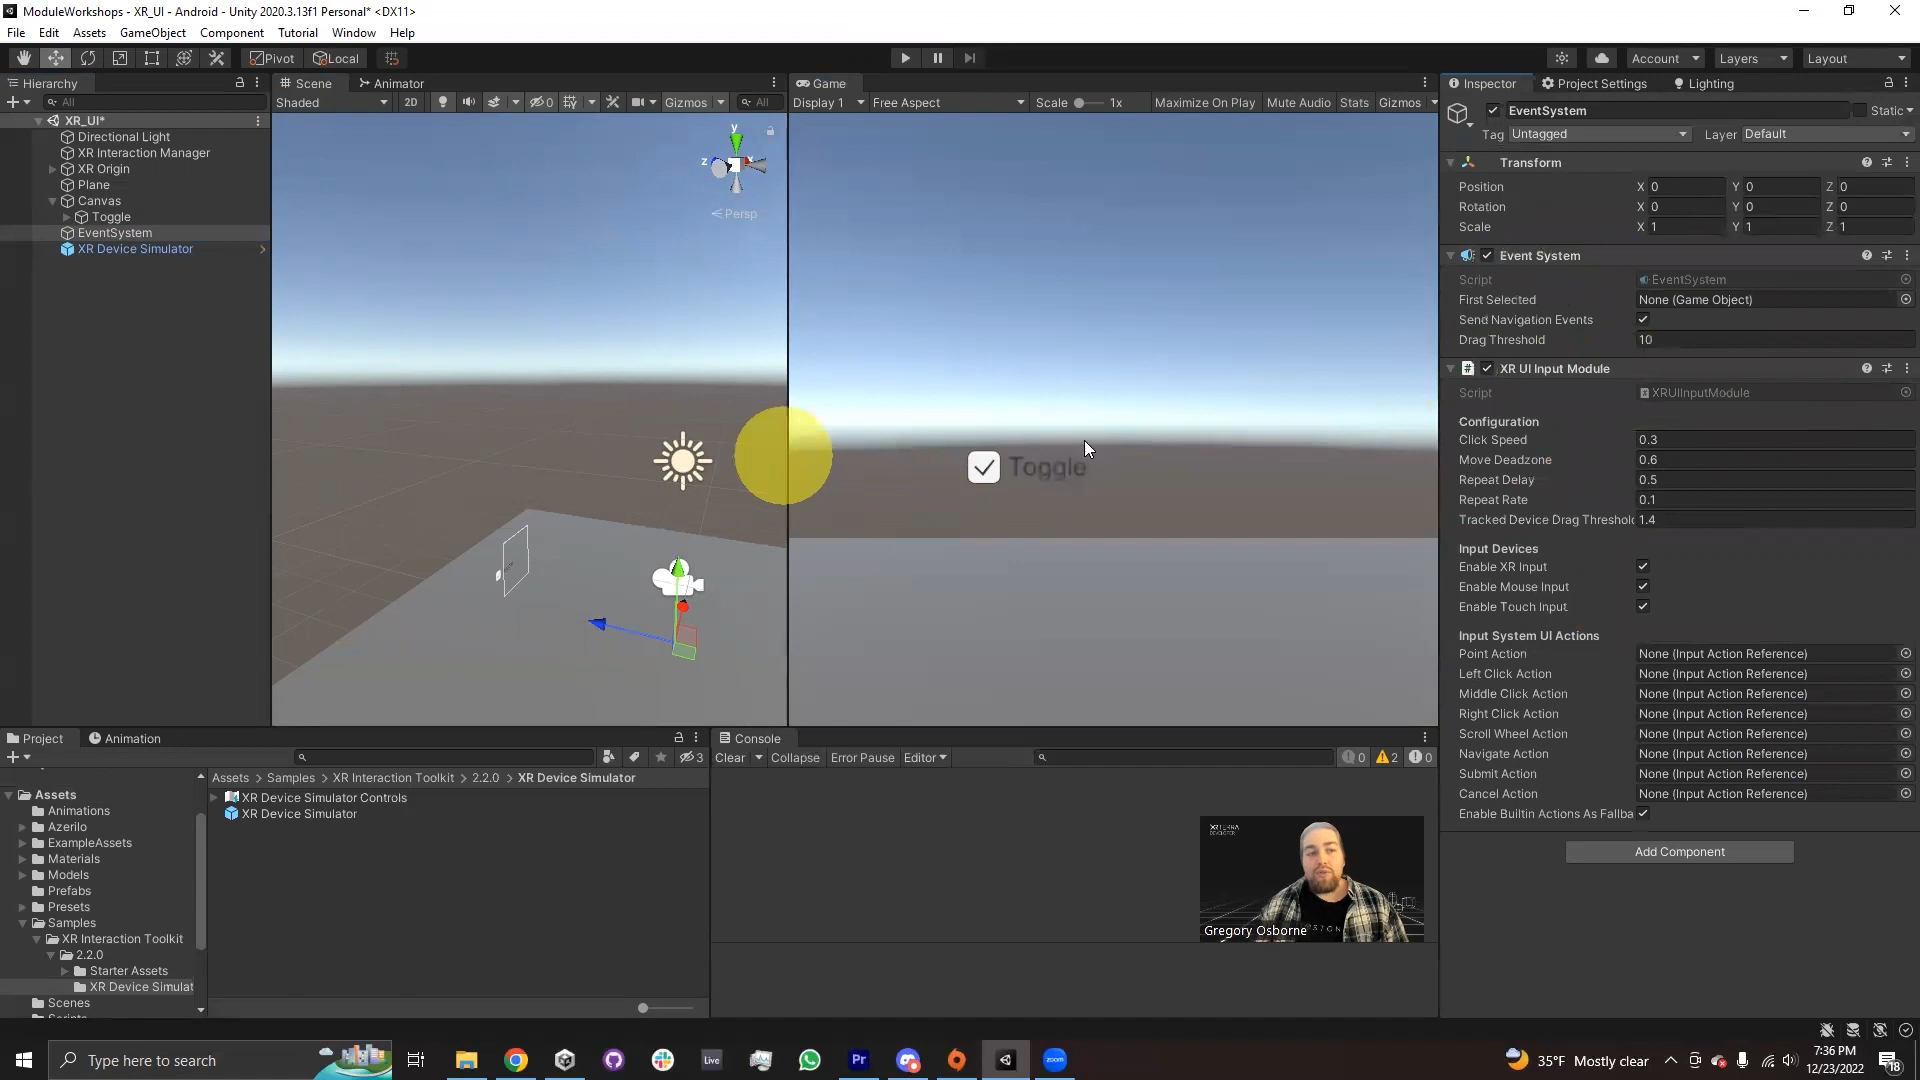 ModuleWorkshops - XR_UI - Android - Unity 2020.3.13f1 Personal* <DX11>
File Edit Assets GameObject Component Tutorial Window Help
Pivot Local Account Layers Layout
Hierarchy
All
XR_UI*
Directional Light
XR Interaction Manager
XR Origin
Plane
Canvas
Toggle
EventSystem
XR Device Simulator
Scene Animator
Shaded 2D 0 Gizmos All
y
z x
Persp
Game
Display 1 Free Aspect Scale 1x Maximize On Play Mute Audio Stats Gizmos
Toggle
Inspector Project Settings Lighting
EventSystem Static
Tag Untagged Layer Default
Transform
Position X 0 Y 0 Z 0
Rotation X 0 Y 0 Z 0
Scale X 1 Y 1 Z 1
Event System
Script EventSystem
First Selected None (Game Object)
Send Navigation Events
Drag Threshold 10
XR UI Input Module
Script XRUIInputModule
Configuration
Click Speed 0.3
Move Deadzone 0.6
Repeat Delay 0.5
Repeat Rate 0.1
Tracked Device Drag Threshold 1.4
Input Devices
Enable XR Input
Enable Mouse Input
Enable Touch Input
Input System UI Actions
Point Action None (Input Action Reference)
Left Click Action None (Input Action Reference)
Middle Click Action None (Input Action Reference)
Right Click Action None (Input Action Reference)
Scroll Wheel Action None (Input Action Reference)
Navigate Action None (Input Action Reference)
Submit Action None (Input Action Reference)
Cancel Action None (Input Action Reference)
Enable Builtin Actions As Fallba
Add Component
Project Animation
3
Assets
Animations
Azerilo
ExampleAssets
Materials
Models
Prefabs
Presets
Samples
XR Interaction Toolkit
2.2.0
Starter Assets
XR Device Simulat
Scenes
Assets > Samples > XR Interaction Toolkit > 2.2.0 > XR Device Simulator
XR Device Simulator Controls
XR Device Simulator
Console
Clear Collapse Error Pause Editor 0 2 0
XRTERRA
DEVELOPER
Gregory Osborne
Type here to search
Live
Pr
zoom
35°F Mostly clear
7:36 PM
12/23/2022
18